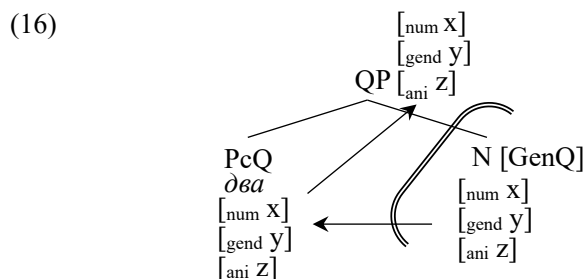 (16)
[num x]
[gend y]
QP [ani z]
PcQ
два
[num x]
[gend y]
[ani z]
N [GenQ]
[num x]
[gend y]
[ani z]